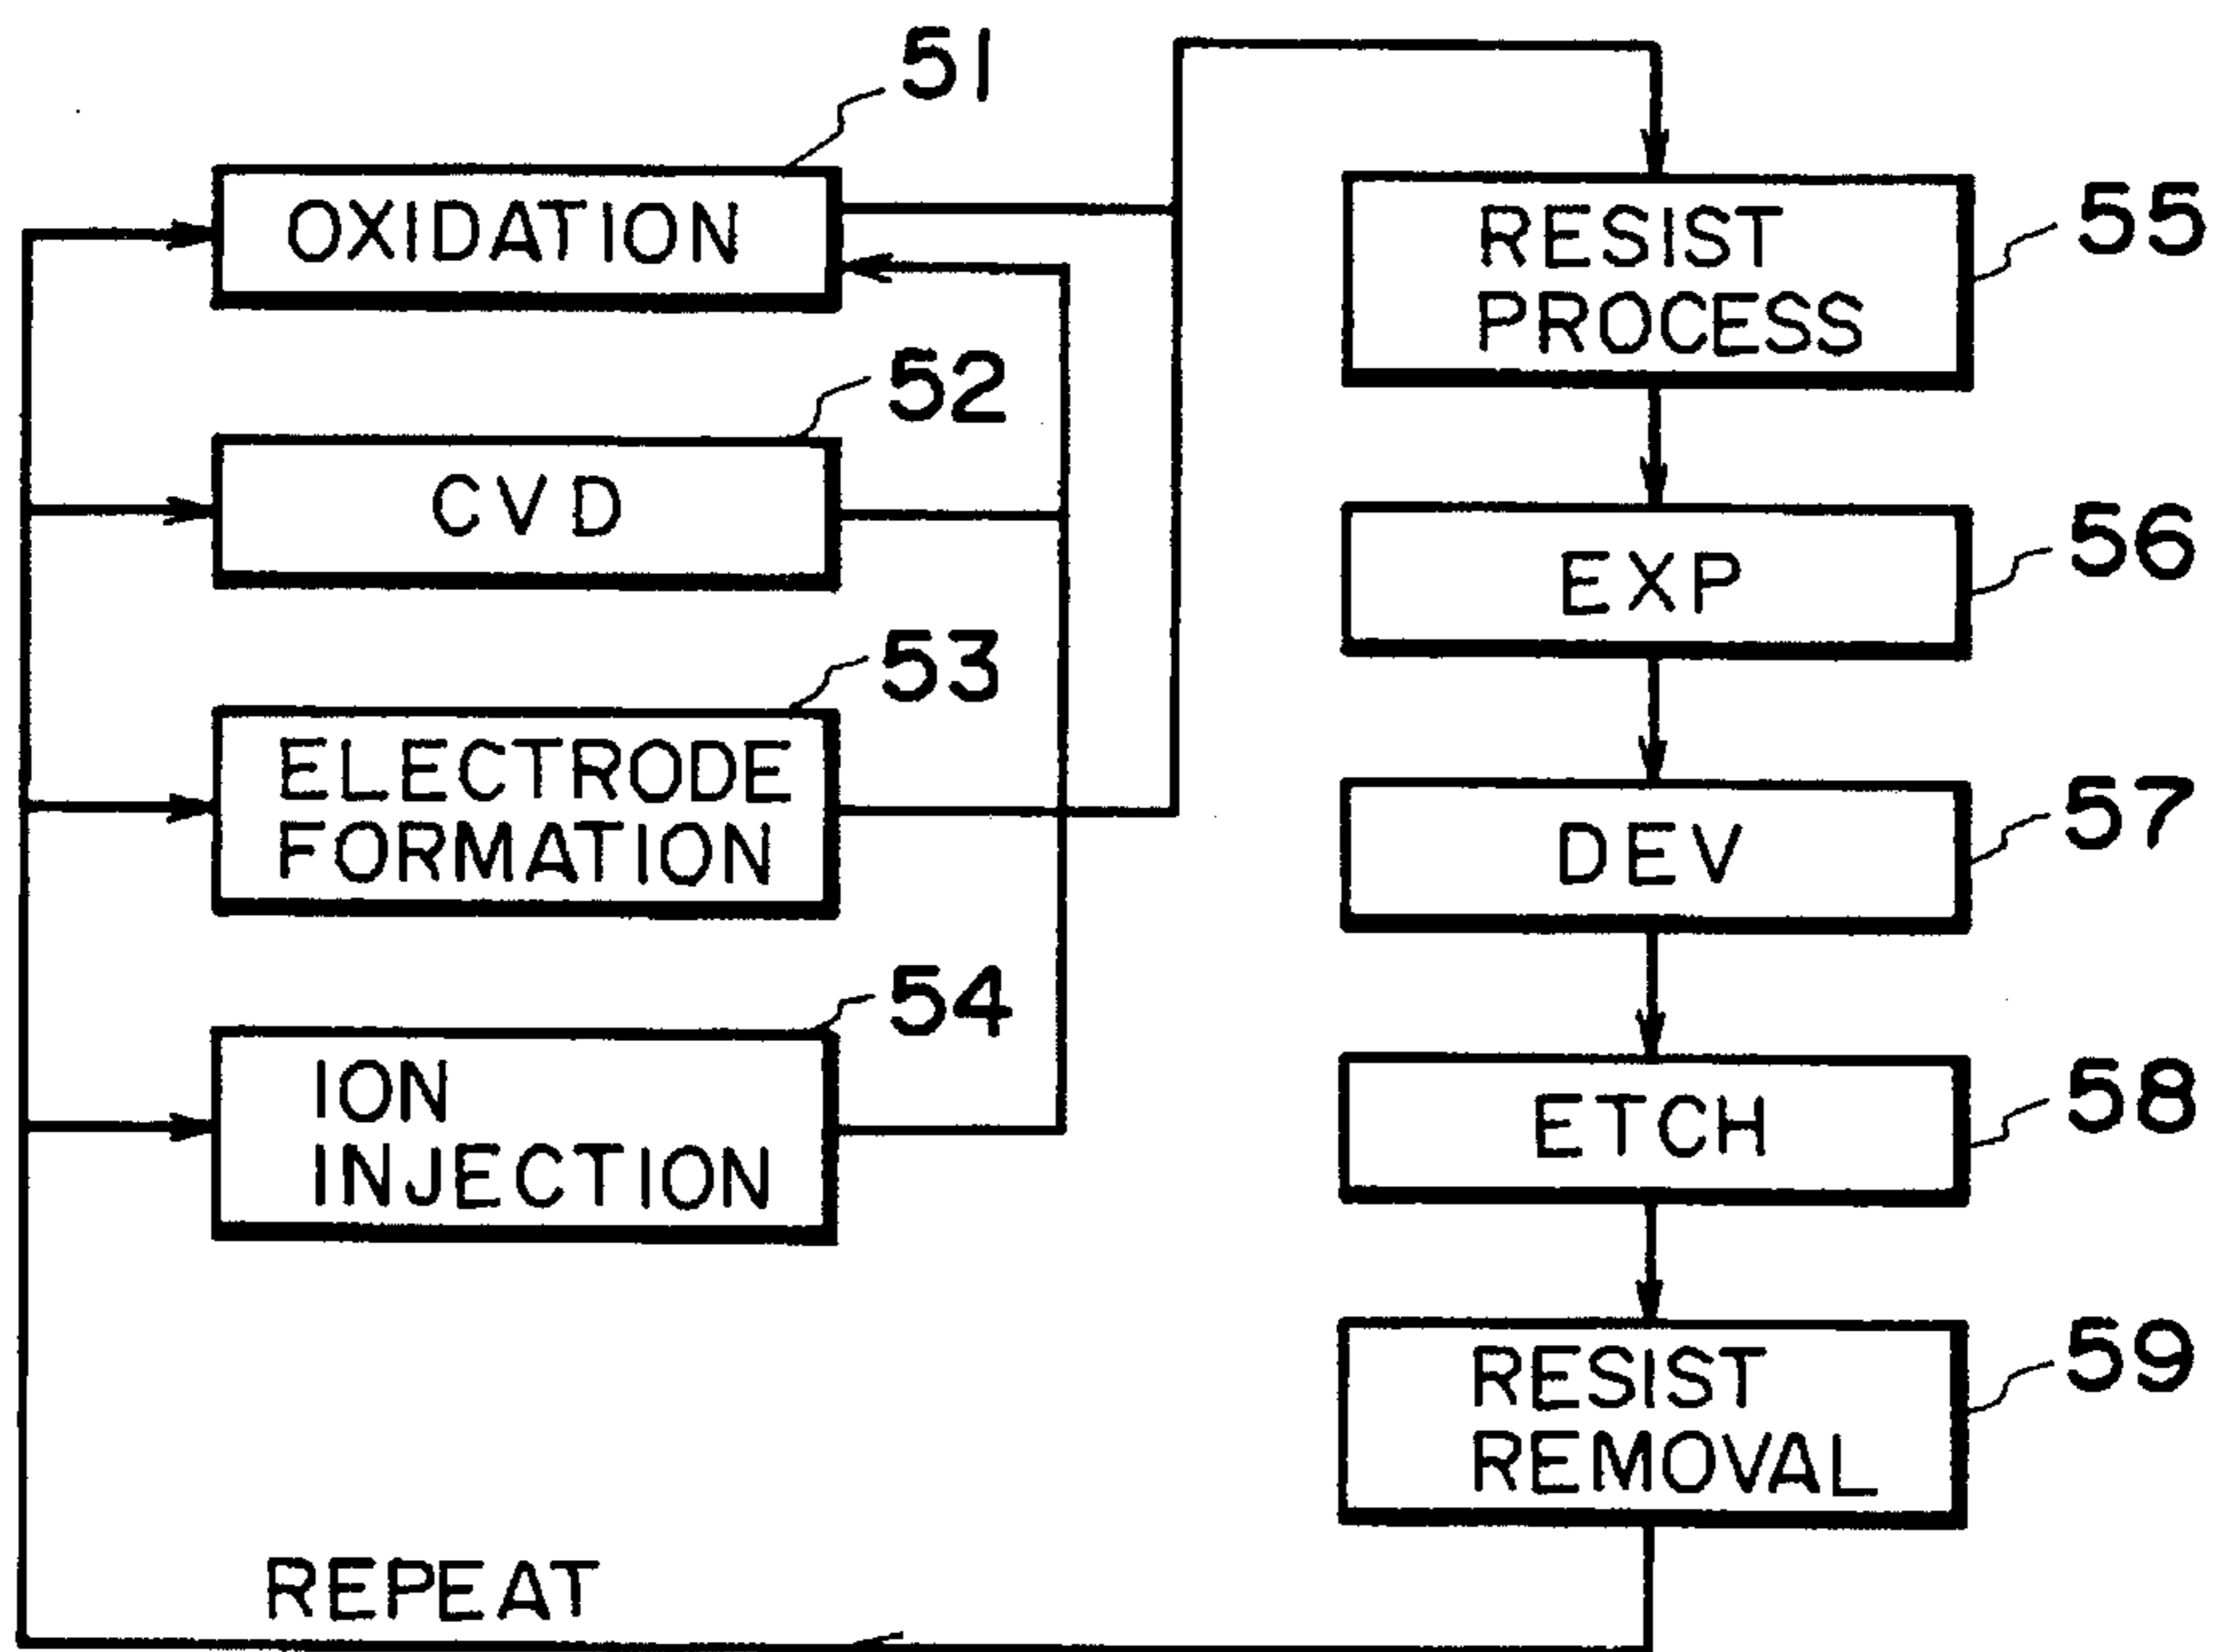 51
OXIDATION
52
CVD
53
ELECTRODE
FORMATION
54
ION
INJECTION
55
RESIST
PROCESS
56
EXP
57
DEV
58
ETCH
59
RESIST
REMOVAL
REPEAT